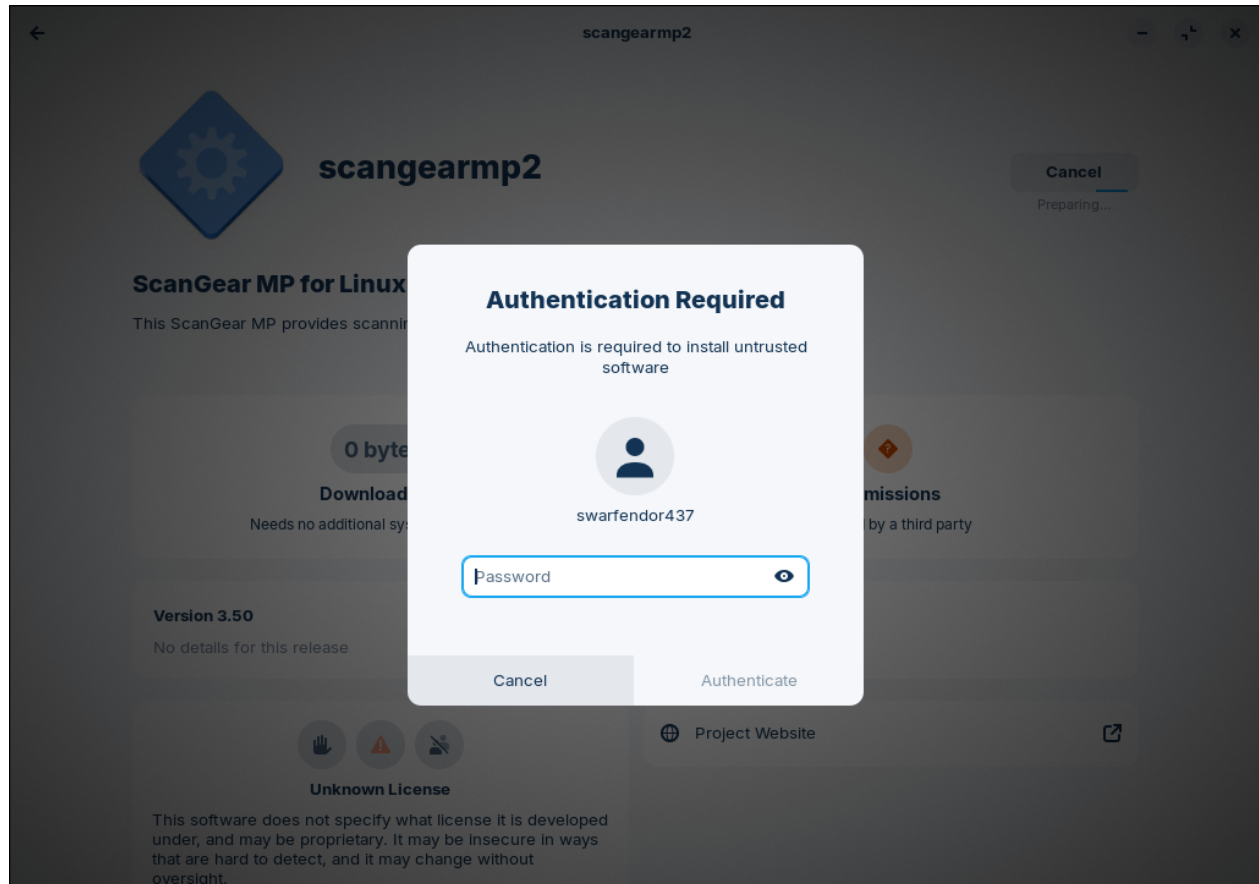 scangearmp2
scangearmp2
Cancel
Preparing...
ScanGear MP for Linux
This ScanGear MP provides
Authentication Required
Authentication is required to install untrusted
software
swarfendor437
Password
Cancel
Authenticate
0 byte
Download
Needs no additional
by a third party
Version 3.50
No details for this release
Project Website
Unknown License
This software does not specify what license it is developed
under, and may be proprietary. It may be insecure in ways
that are hard to detect, and it may change without
oversight.